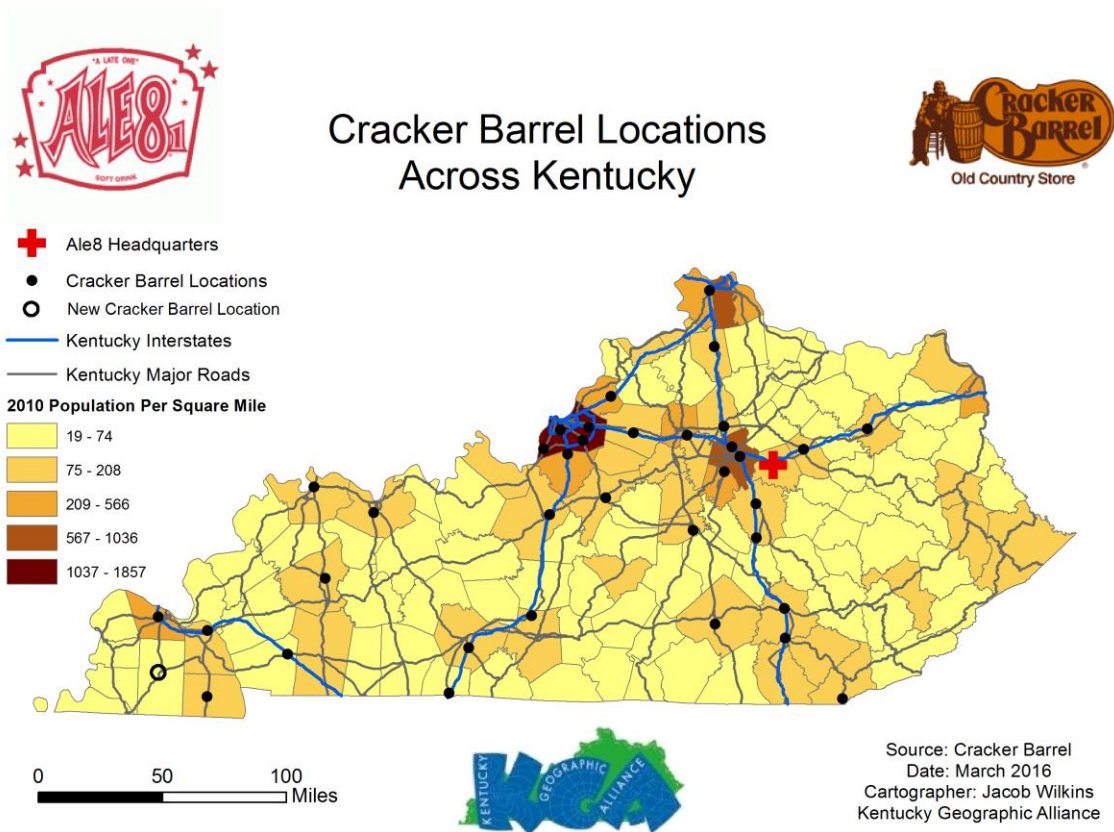 "A LATE ONE"
ALE8 1
SOFT DRINK
Cracker Barrel Locations
Across Kentucky
Cracker
Barrel
®
Old Country Store
Ale8 Headquarters
Cracker Barrel Locations
New Cracker Barrel Location
Kentucky Interstates
Kentucky Major Roads
2010 Population Per Square Mile
19 - 74
75 - 208
209 - 566
567 - 1036
1037 - 1857
0 50 100
Miles
KENTUCKY
GEOGRAPHIC
ALLIANCE
KGA
Source: Cracker Barrel
Date: March 2016
Cartographer: Jacob Wilkins
Kentucky Geographic Alliance